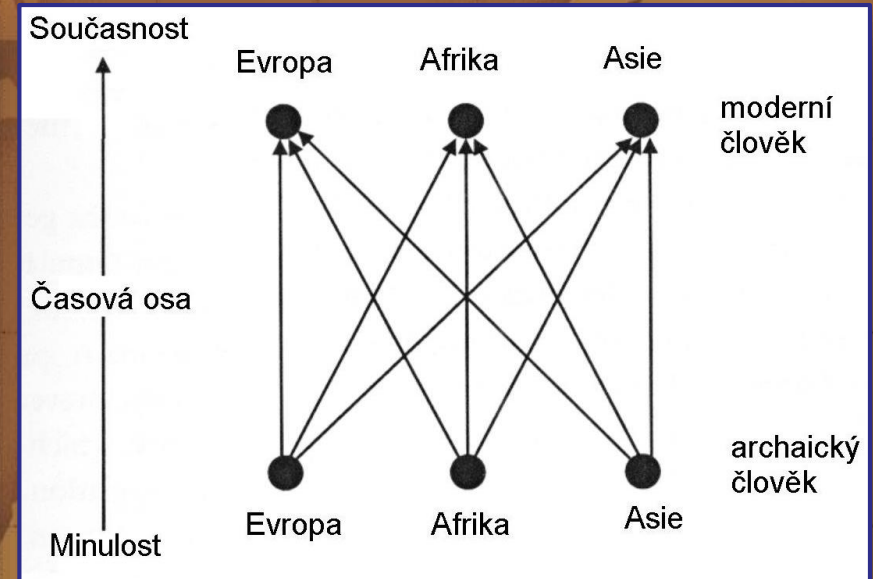 Současnost
Evropa
Afrika
Asie
moderní
člověk
Časová osa
archaický
člověk
Evropa
Afrika
Asie
Minulost